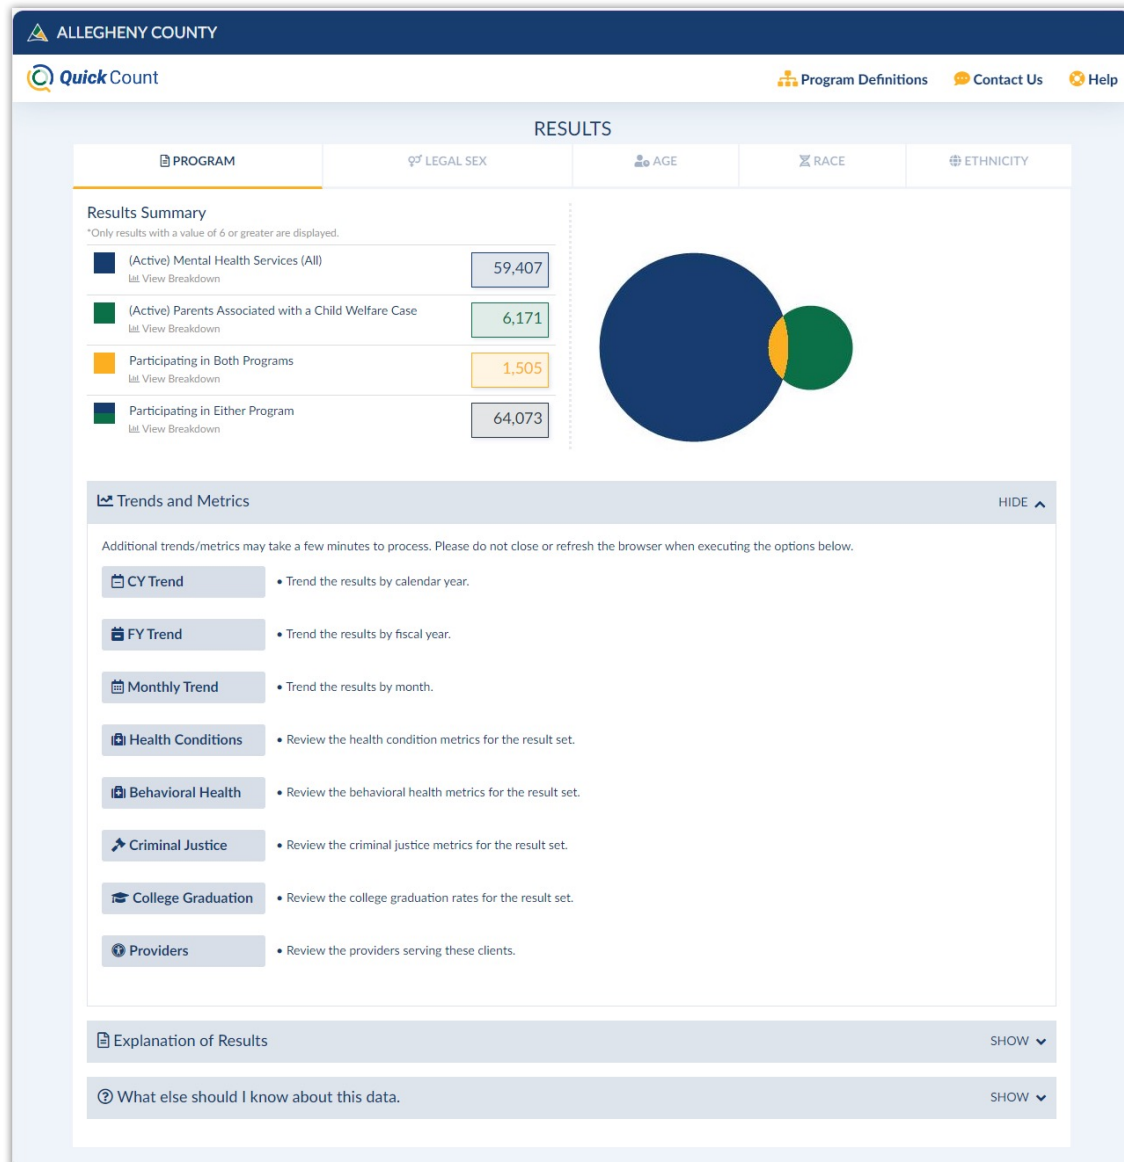 ALLEGHENY COUNTY
Quick Count
Program Definitions
Contact Us
Help
RESULTS
PROGRAM
LEGAL SEX
AGE
RACE
ETHNICITY
Results Summary
*Only results with a value of 6 or greater are displayed.
(Active) Mental Health Services (All)
View Breakdown
59,407
(Active) Parents Associated with a Child Welfare Case
View Breakdown
6,171
Participating in Both Programs
View Breakdown
1,505
Participating in Either Program
View Breakdown
64,073
Trends and Metrics
HIDE
Additional trends/metrics may take a few minutes to process. Please do not close or refresh the browser when executing the options below.
CY Trend
• Trend the results by calendar year.
FY Trend
• Trend the results by fiscal year.
Monthly Trend
• Trend the results by month.
Health Conditions
• Review the health condition metrics for the result set.
Behavioral Health
• Review the behavioral health metrics for the result set.
Criminal Justice
• Review the criminal justice metrics for the result set.
College Graduation
• Review the college graduation rates for the result set.
Providers
• Review the providers serving these clients.
Explanation of Results
SHOW
What else should I know about this data.
SHOW